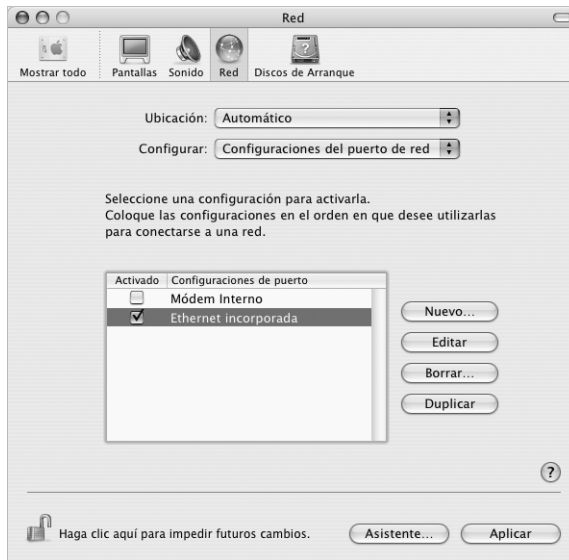 Red
Mostrar todo
Pantallas
Sonido
Red
Discos de Arranque
Ubicación: Automático
Configurar: Configuraciones del puerto de red
Seleccione una configuración para activarla.
Coloque las configuraciones en el orden en que desee utilizarlas
para conectarse a una red.
Activado Configuraciones de puerto
Módem Interno
Ethernet incorporada
Nuevo...
Editar
Borrar...
Duplicar
?
Haga clic aquí para impedir futuros cambios.
Asistente...
Aplicar